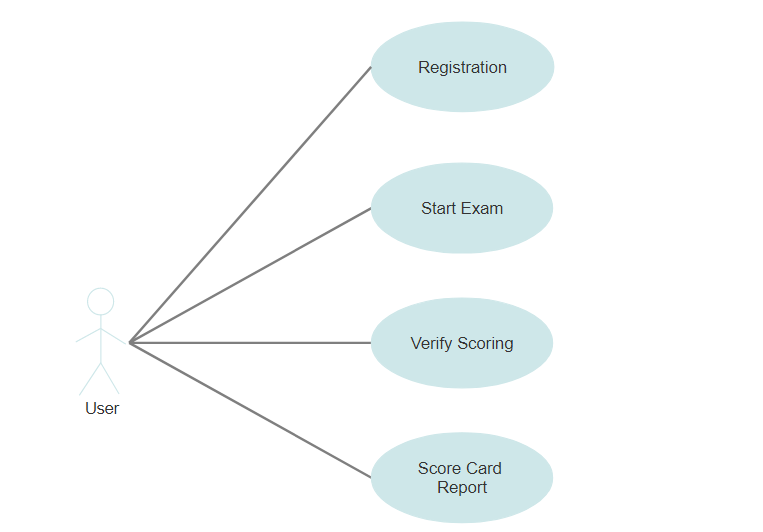 Registration
Start Exam
Verify Scoring
User
Score Card
Report